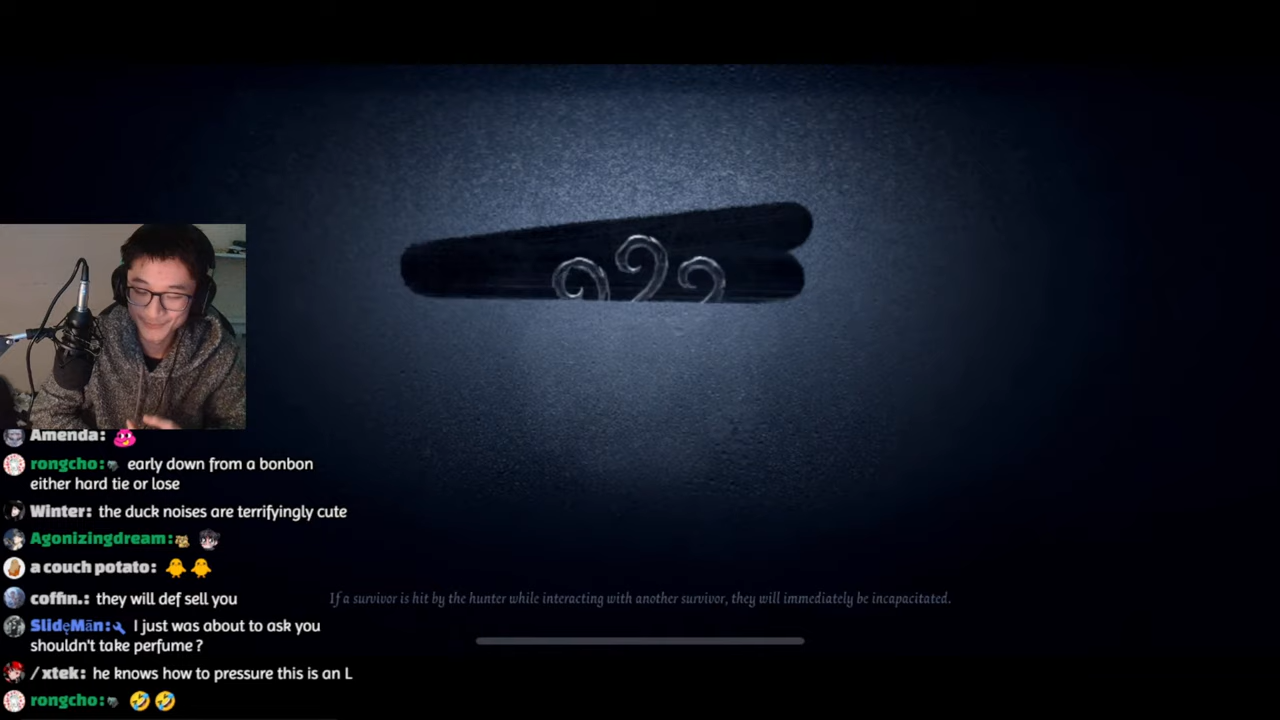 Amenda:
rongcho: early down from a bonbon
either hard tie or lose
Winter: the duck noises are terrifyingly cute
Agonizingdream:
a couch potato:
coffin.: they will def sell you
SlidęMãn: I just was about to ask you
shouldn't take perfume ?
/ xtek: he knows how to pressure this is an L
rongcho:
If a survivor is hit by the hunter while interacting with another survivor, they will immediately be incapacitated.